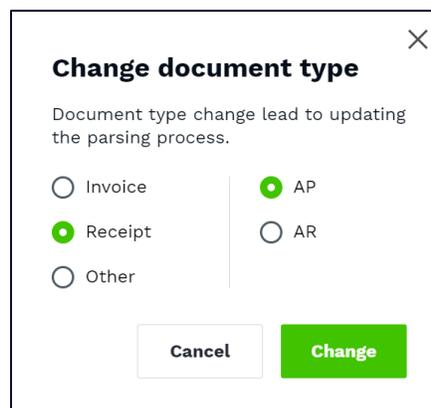 Change document type
Document type change lead to updating
the parsing process.
Invoice
Receipt
Other
AP
AR
Cancel
Change